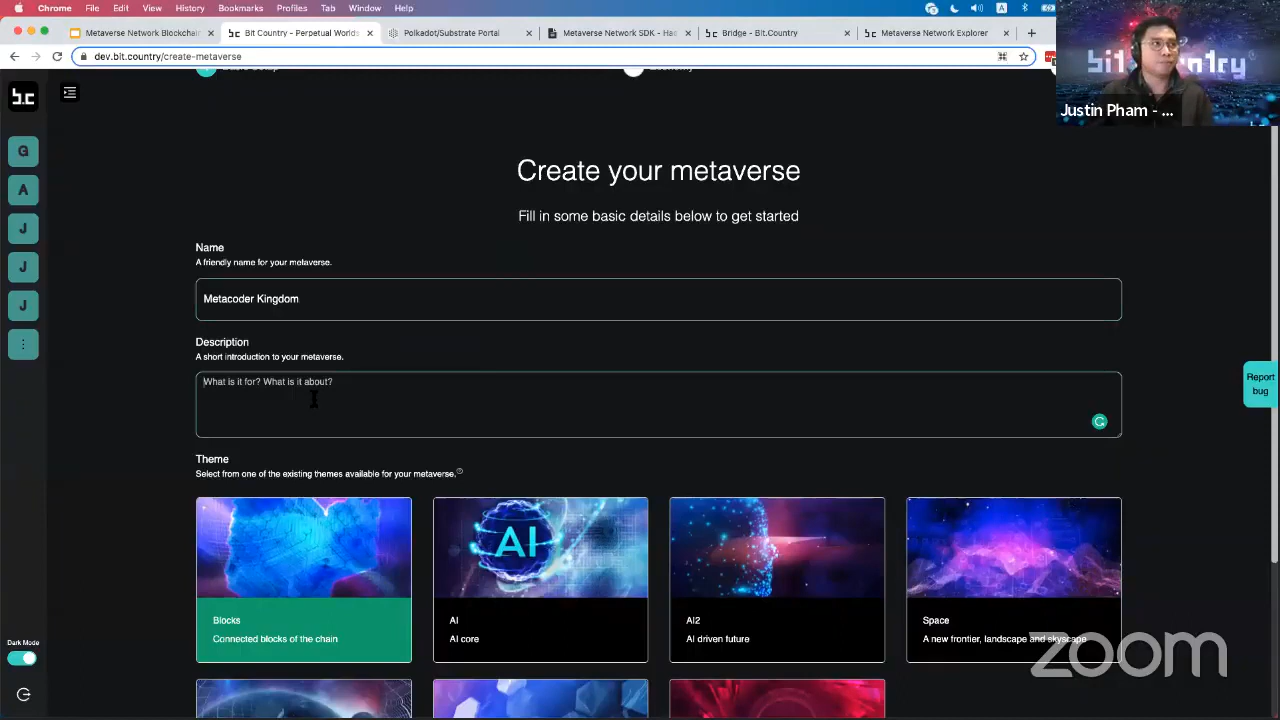 Chrome File Edit View History Bookmarks Profiles Tab Window Help
Metaverse Network Blockchain
Bit Country – Perpetual Worlds
Polkadot/Substrate Portal
Metaverse Network SDK - Hac
Bridge - Bit.Country
Metaverse Network Explorer
dev.bit.country/create-metaverse
Economy
b.c
bit.country
Justin Pham - ...
G
A
J
J
J
Create your metaverse
Fill in some basic details below to get started
Name
A friendly name for your metaverse.
Metacoder Kingdom
Description
A short introduction to your metaverse.
What is it for? What is it about?
Report
bug
Theme
Select from one of the existing themes available for your metaverse.
AI
Blocks
Connected blocks of the chain
AI
AI core
AI2
AI driven future
Space
A new frontier, landscape and skyscape
Dark Mode
zoom